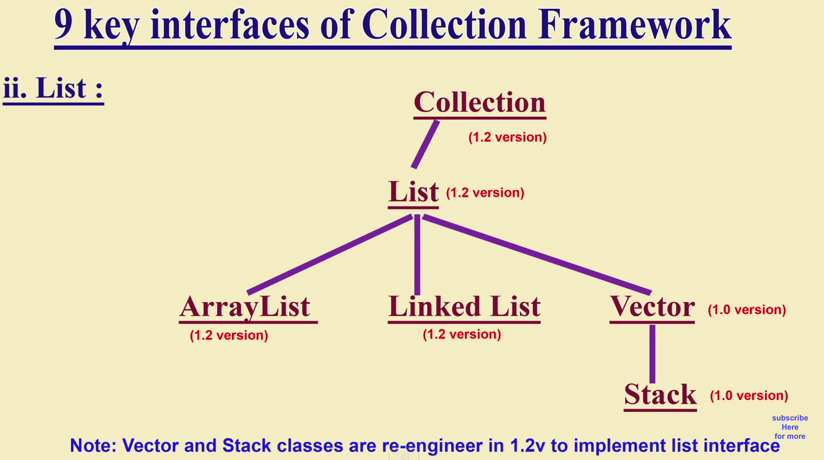 9 key interfaces of Collection Framework
ii. List :
Collection
(1.2 version)
List (1.2 version)
ArrayList Linked List Vector (1.0 version)
(1.2 version) (1.2 version)
Stack (1.0 version)
subscribe
Here
for more
Note: Vector and Stack classes are re-engineer in 1.2v to implement list interface